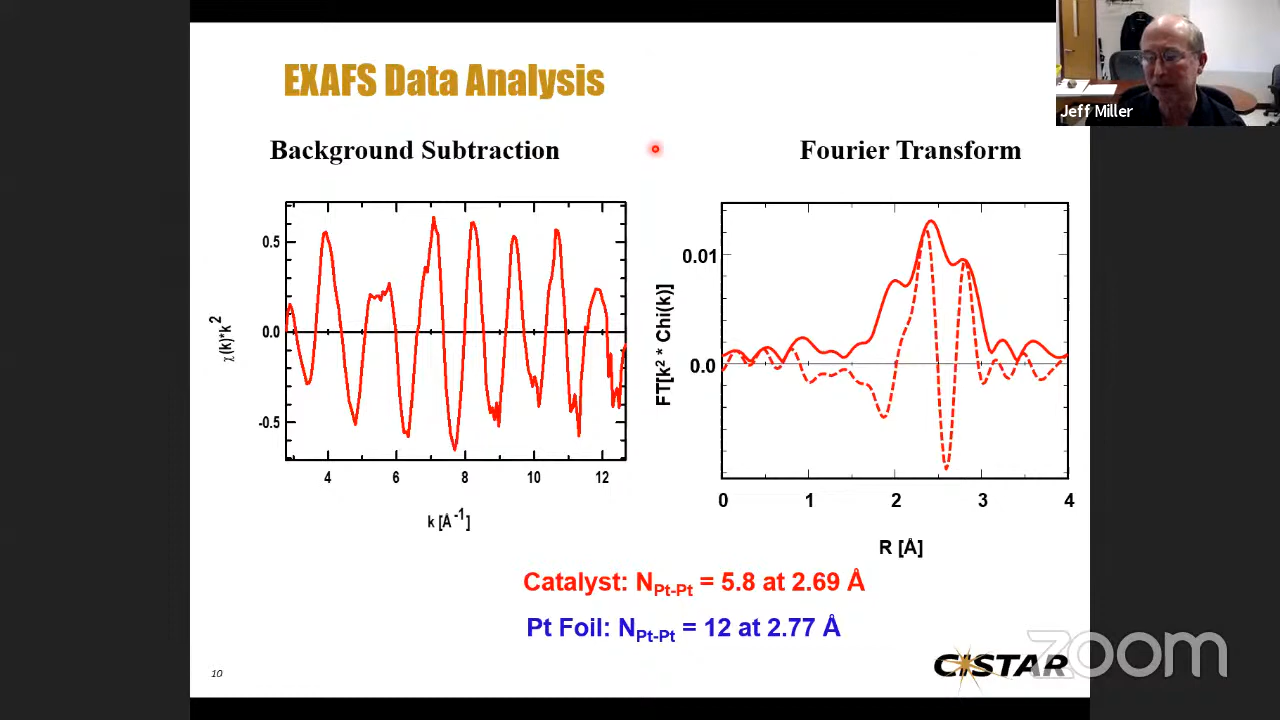 EXAFS Data Analysis
Jeff Miller
Background Subtraction
Fourier Transform
0.5
0.0
-0.5
χ(k)*k²
4 6 8 10 12
k [Å⁻¹]
0.01
0.0
FT[k² * Chi(k)]
0 1 2 3 4
R [Å]
Catalyst: N_Pt-Pt = 5.8 at 2.69 Å
Pt Foil: N_Pt-Pt = 12 at 2.77 Å
10
CISTAR
zoom